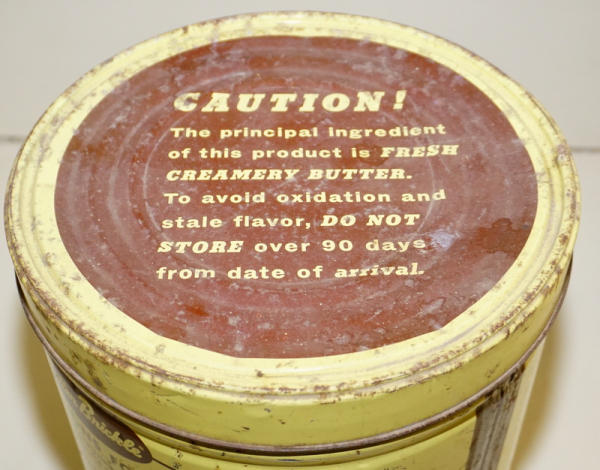 CAUTION!
The principal ingredient
of this product is FRESH
CREAMERY BUTTER.
To avoid oxidation and
stale flavor, DO NOT
STORE over 90 days
from date of arrival.
Brickle